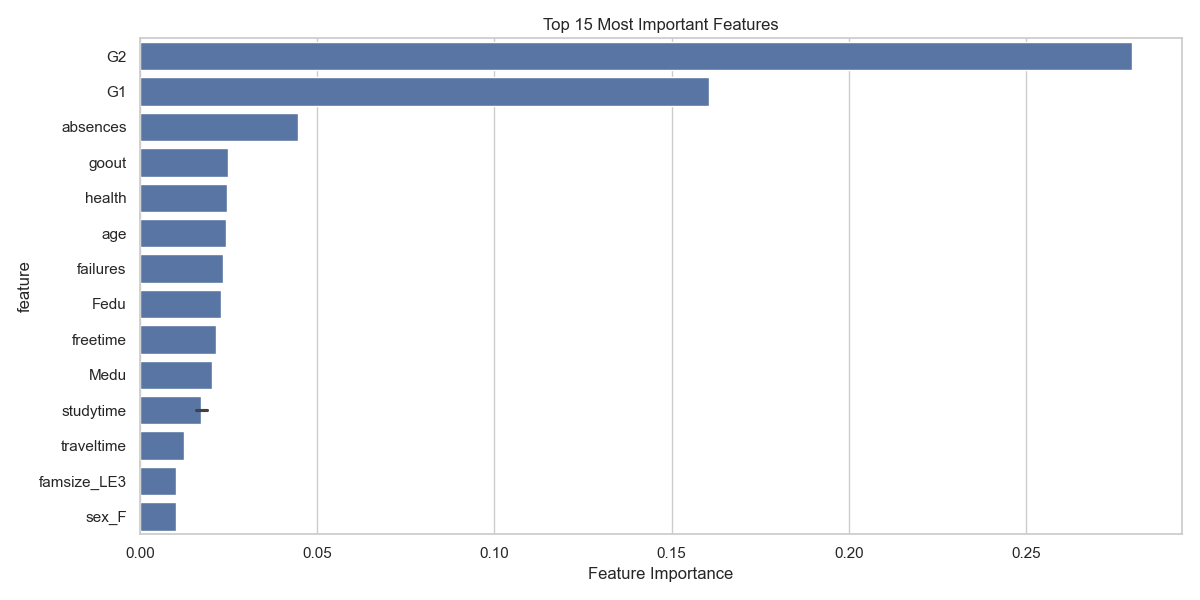 Top 15 Most Important Features
feature
G2
G1
absences
goout
health
age
failures
Fedu
freetime
Medu
studytime
traveltime
famsize_LE3
sex_F
0.00 0.05 0.10 0.15 0.20 0.25
Feature Importance